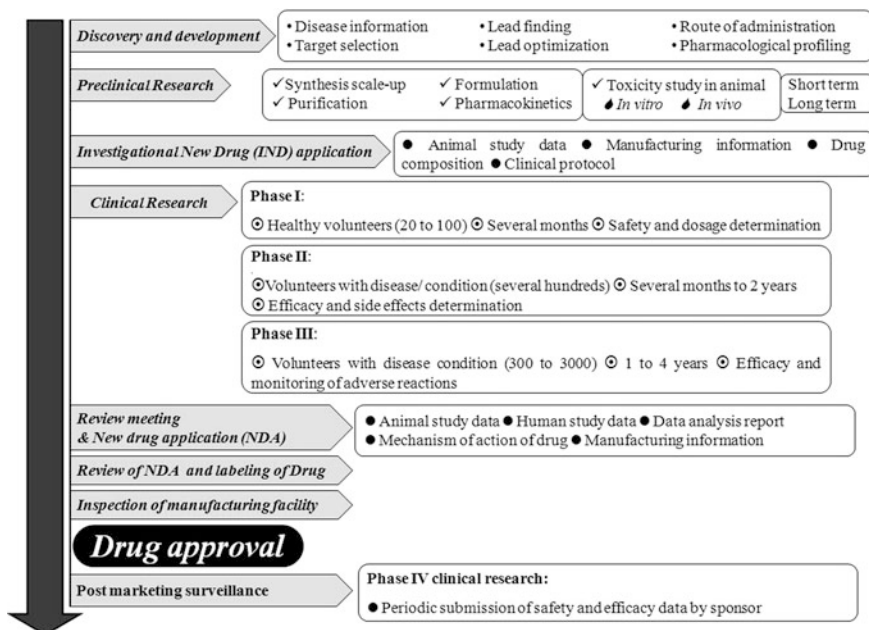 Discovery and development
• Disease information • Lead finding • Route of administration
• Target selection • Lead optimization • Pharmacological profiling
Preclinical Research
✓Synthesis scale-up ✓ Formulation
✓ Purification ✓ Pharmacokinetics
✓ Toxicity study in animal
In vitro In vivo
Short term
Long term
Investigational New Drug (IND) application
● Animal study data ● Manufacturing information ● Drug
composition ● Clinical protocol
Clinical Research
Phase I:
⊙ Healthy volunteers (20 to 100) ⊙ Several months ⊙ Safety and dosage determination
Phase II:
⊙Volunteers with disease/ condition (several hundreds) ⊙ Several months to 2 years
⊙ Efficacy and side effects determination
Phase III:
⊙ Volunteers with disease condition (300 to 3000) ⊙ 1 to 4 years ⊙ Efficacy and
monitoring of adverse reactions
Review meeting
& New drug application (NDA)
● Animal study data ● Human study data ● Data analysis report
● Mechanism of action of drug ● Manufacturing information
Review of NDA and labeling of Drug
Inspection of manufacturing facility
Drug approval
Post marketing surveillance
Phase IV clinical research:
● Periodic submission of safety and efficacy data by sponsor